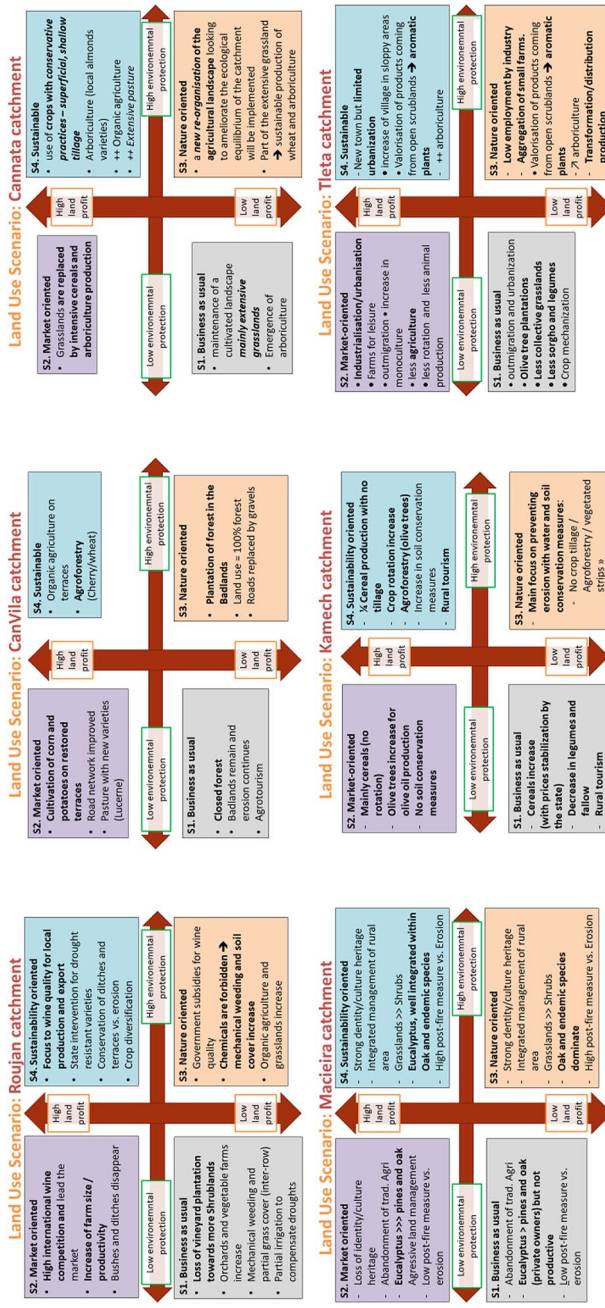 Land Use Scenario: Roujan catchment
S2. Market oriented
• High international wine
competition and lead the
market
• Increase of farm size /
productivity
• Bushes and ditches disappear
High
land
profit
S4. Sustainability oriented
• Focus to wine quality for local
production and export
• State intervention for drought
resistant varieties
• Conservation of ditches and
terraces vs. erosion
• Crop diversification
Low environemntal
protection
High environemntal
protection
S1. Business as usual
• Loss of vineyard plantation
towards more Shrublands
• Orchards and vegetable farms
increase
• Mechanical weeding and
partial grass cover (inter-row)
• Partial irrigation to
compensate droughts
Low
land
profit
S3. Nature oriented
• Government subsidies for wine
quality
• Chemicals are forbidden ➔
mechanical weeding and soil
cover increase
• Organic agriculture and
grasslands increase
Land Use Scenario: CanVila catchment
S2. Market oriented
• Cultivation of corn and
potatoes on restored
terraces
• Road network improved
• Pasture with new varieties
(Lucerne)
High
land
profit
S4. Sustainable
• Organic agriculture on
terraces
• Agroforestry
(Cherry/wheat)
Low environemntal
protection
High environemntal
protection
S1. Business as usual
• Closed forest
• Badlands remain and
erosion continues
• Agrotourism
Low
land
profit
S3. Nature oriented
• Plantation of forest in the
Badlands
• Land use = 100% forest
• Roads replaced by gravels
Land Use Scenario: Cannata catchment
S2. Market oriented
• Grasslands are replaced
by intensive cereals and
arboriculture production
High
land
profit
S4. Sustainable
• use of crops with conservative
practices – superficial, shallow
tillage
• Arboriculture (local almonds
varieties)
• ++ Organic agriculture
• ++ Extensive pasture
Low environemntal
protection
High environemntal
protection
S1. Business as usual
• maintenance of a
cultivated landscape
mainly extensive
grasslands
• Emergence of
arboriculture
Low
land
profit
S3. Nature oriented
• a new re-organisation of the
agricultural landscape looking
to ameliorate the ecological
equilibrium of the catchment
will be implemented
• Part of the extensive grassland
➔ sustainable production of
wheat and arboriculture
Land Use Scenario: Macieira catchment
S2. Market oriented
- Loss of identity/culture
heritage
- Abandonment of trad. Agri
- Eucalyptus >>> pines and oak
- Agressive land management
- Low post-fire measure vs.
erosion
High
land
profit
S4. Sustainability oriented
- Strong dentity/culture heritage
- Integrated management of rural
area
- Grasslands >> Shrubs
- Eucalyptus, well integrated within
Oak and endemic species
- High post-fire measure vs. Erosion
Low environemntal
protection
High environemntal
protection
S1. Business as usual
- Abandonment of trad. Agri
- Eucalyptus > pines and oak
(private owners) but not
productive
- Low post-fire measure vs.
erosion
Low
land
profit
S3. Nature oriented
- Strong dentity/culture heritage
- Integrated management of rural
area
- Grasslands >> Shrubs
- Oak and endemic species
dominate
- High post-fire measure vs. Erosion
Land Use Scenario: Kamech catchment
S2. Market-oriented
- Mainly cereals (no
rotation)
- Olive trees increase for
olive oil production
- No soil conservation
measures
High
land
profit
S4. Sustainability oriented
- ¼ Cereal production with no
tillage
- Crop rotation increase
- Agroforestry (olive trees)
- Increase in soil conservation
measures
- Rural tourism
Low environemntal
protection
High environemntal
protection
S1. Business as usual
- Cereals increase
(with prices stabilization by
the state)
- Decrease in legumes and
fallow
- Rural tourism
Low
land
profit
S3. Nature oriented
- Main focus on preventing
erosion with water and soil
conservation measures:
- No crop tillage /
Agroforestry / vegetated
strips »
Land Use Scenario: Tleta catchment
S2. Market-oriented
• Industrialisation/urbanisation
• Farms for leisure
• outmigration • increase in
monoculture
• less agriculture
• less rotation and less animal
production
High
land
profit
S4. Sustainable
- New town but limited
urbanization
• increase of village in sloppy areas
• Valorisation of products coming
from open scrublands ➔ aromatic
plants
- ++ arboriculture
Low environemntal
protection
High environemntal
protection
S1. Business as usual
• outmigration and urbanization
• Olive tree plantations
• Less collective grasslands
• Less sorgho and legumes
• Crop mechanization
Low
land
profit
S3. Nature oriented
- Low employment by industry
- Aggregation of small farms.
• Valorisation of products coming
from open scrublands ➔ aromatic
plants
- ↗ arboriculture
- Transformation/distribution
production